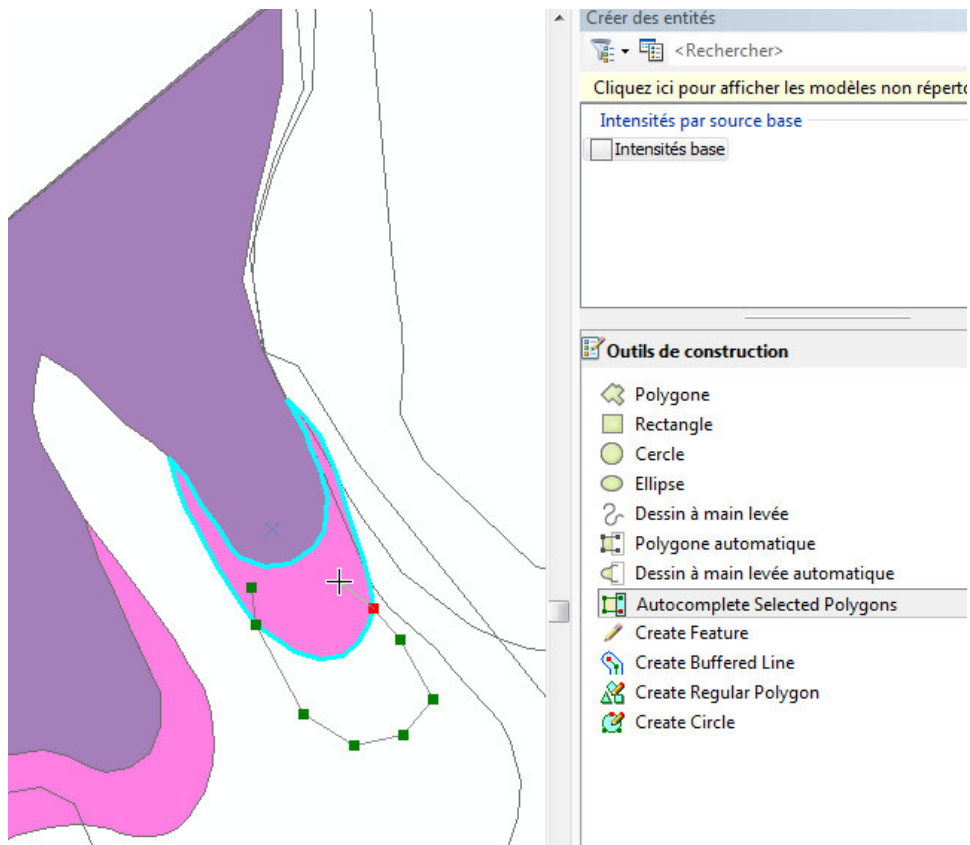 Créer des entités
<Rechercher>
Cliquez ici pour afficher les modèles non réperto
Intensités par source base
Intensités base
Outils de construction
Polygone
Rectangle
Cercle
Ellipse
Dessin à main levée
Polygone automatique
Dessin à main levée automatique
Autocomplete Selected Polygons
Create Feature
Create Buffered Line
Create Regular Polygon
Create Circle